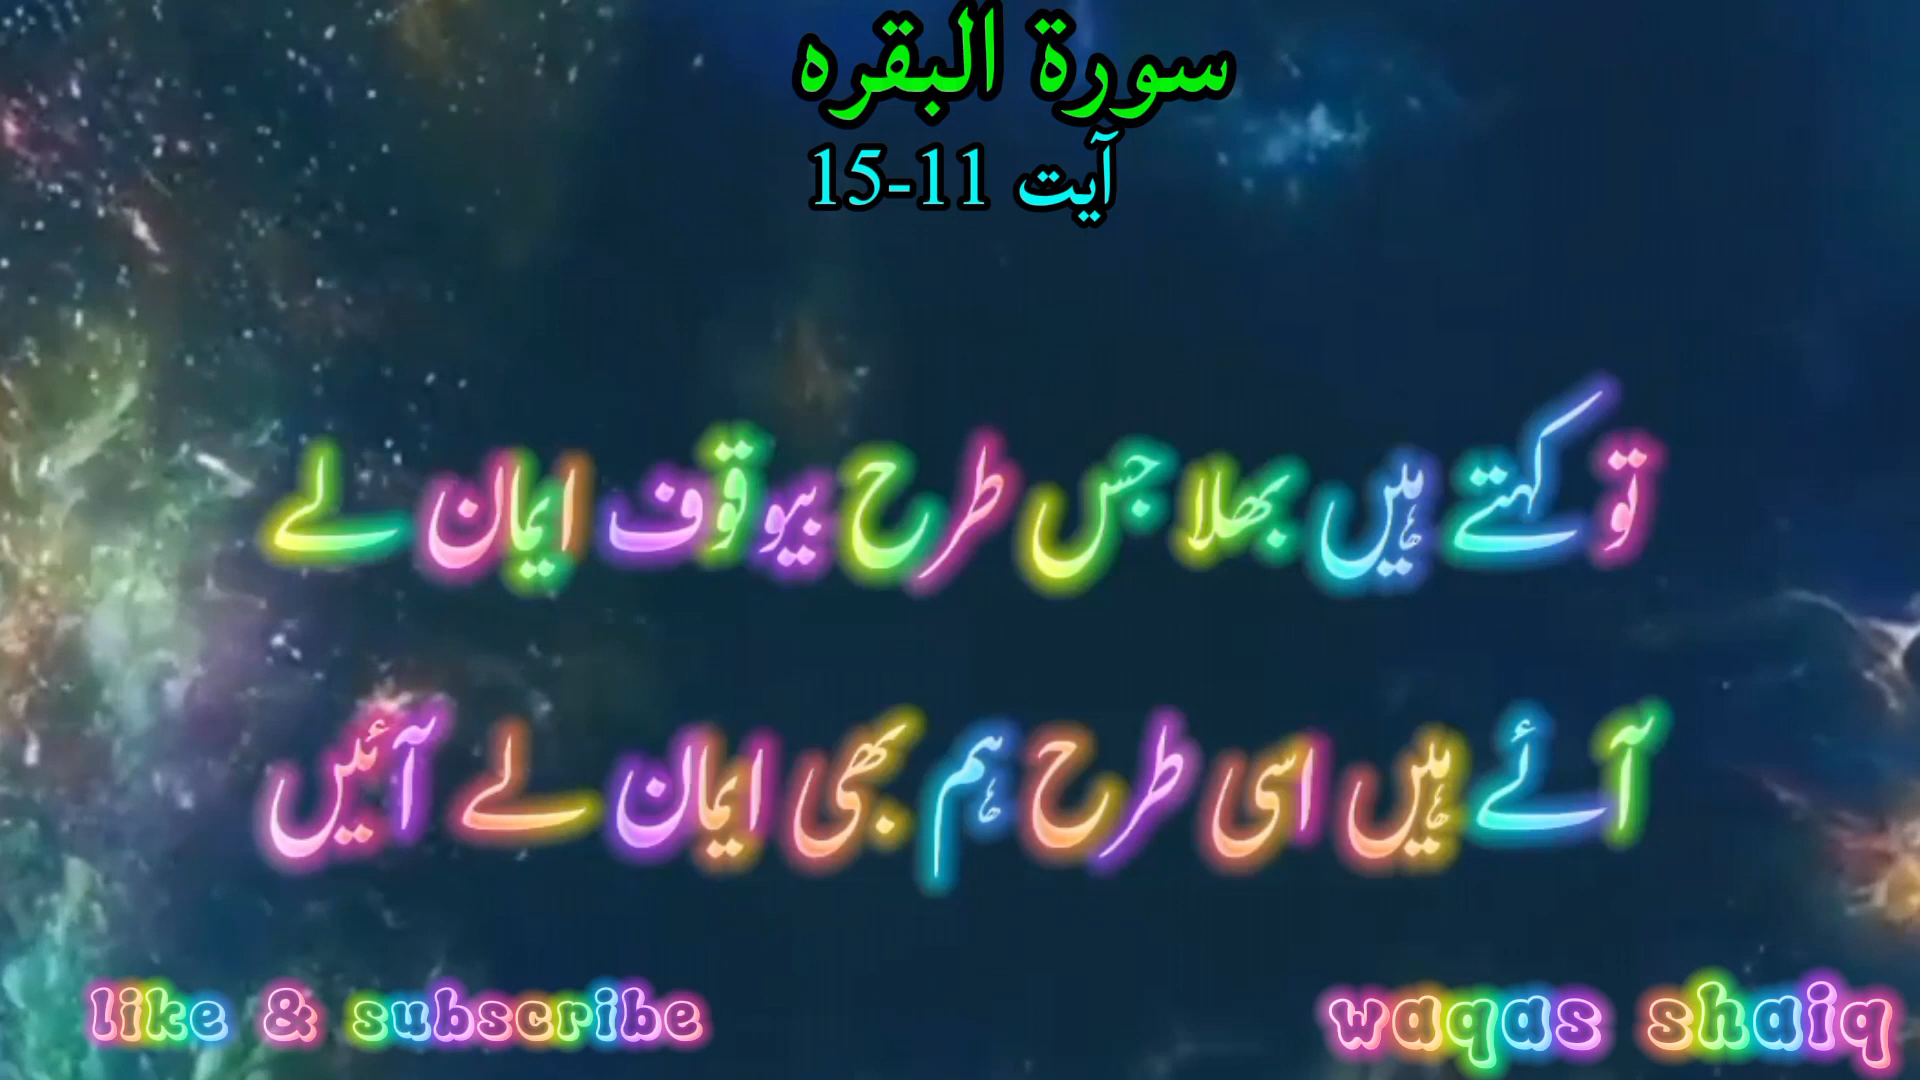 سورة البقرہ
آیت 11-15
تو کہتے ہیں بھلا جس طرح بیوقوف ایمان لے
آئے ہیں اسی طرح ہم بھی ایمان لے آئیں
like & subscribe
waqas shaiq